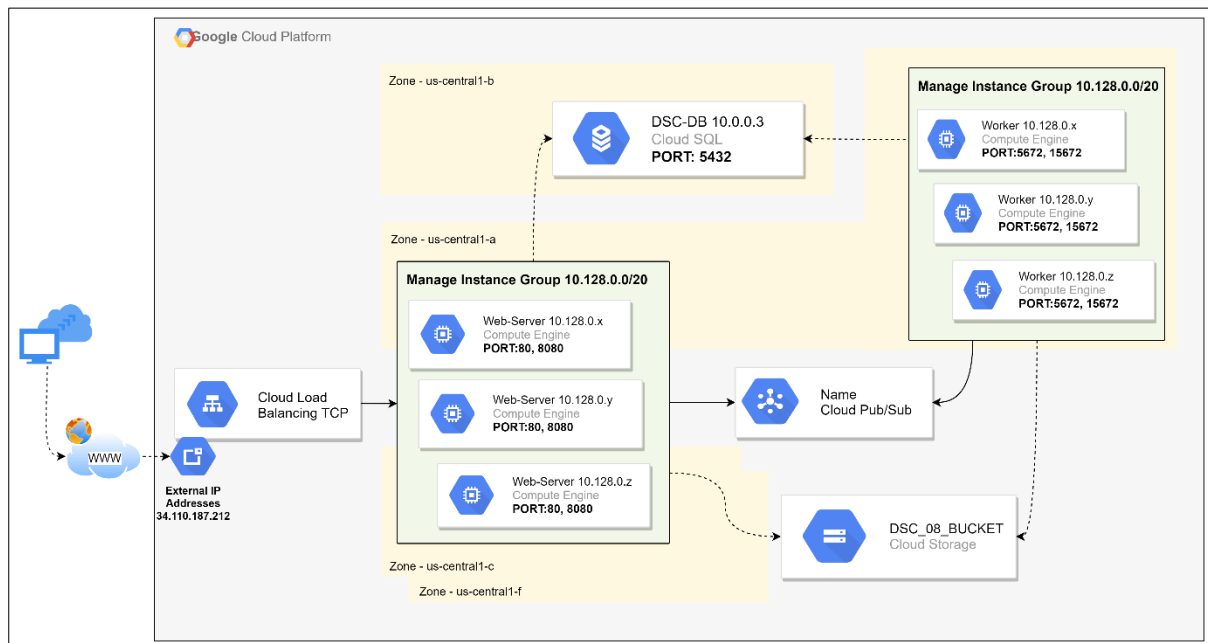 Google Cloud Platform
Zone - us-central1-b
DSC-DB 10.0.0.3
Cloud SQL
PORT: 5432
Manage Instance Group 10.128.0.0/20
Worker 10.128.0.x
Compute Engine
PORT:5672, 15672
Worker 10.128.0.y
Compute Engine
PORT:5672, 15672
Worker 10.128.0.z
Compute Engine
PORT:5672, 15672
Zone - us-central1-a
Manage Instance Group 10.128.0.0/20
Web-Server 10.128.0.x
Compute Engine
PORT:80, 8080
Web-Server 10.128.0.y
Compute Engine
PORT:80, 8080
Web-Server 10.128.0.z
Compute Engine
PORT:80, 8080
Cloud Load
Balancing TCP
WWW
External IP
Addresses
34.110.187.212
Name
Cloud Pub/Sub
DSC_08_BUCKET
Cloud Storage
Zone - us-central1-c
Zone - us-central1-f